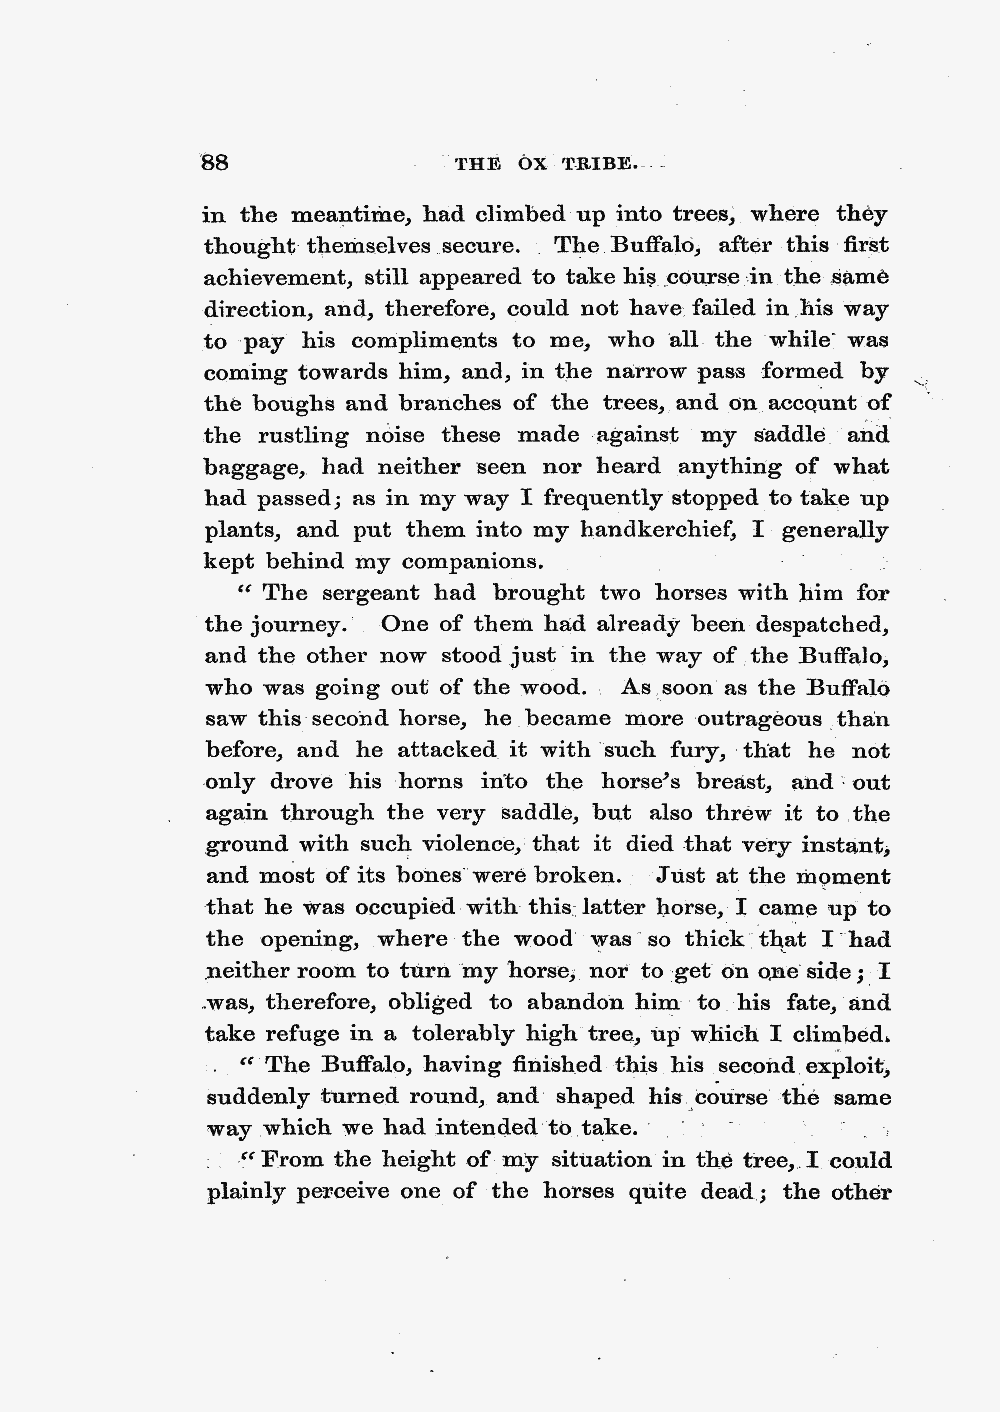 88 THE OX TRIBE.
in the meantime, had climbed up into trees, where they
thought themselves secure. The Buffalo, after this first
achievement, still appeared to take his course in the same
direction, and, therefore, could not have failed in his way
to pay his compliments to me, who all the while was
coming towards him, and, in the narrow pass formed by
the boughs and branches of the trees, and on account of
the rustling noise these made against my saddle and
baggage, had neither seen nor heard anything of what
had passed; as in my way I frequently stopped to take up
plants, and put them into my handkerchief, I generally
kept behind my companions.
“ The sergeant had brought two horses with him for
the journey. One of them had already been despatched,
and the other now stood just in the way of the Buffalo,
who was going out of the wood. As soon as the Buffalo
saw this second horse, he became more outrageous than
before, and he attacked it with such fury, that he not
only drove his horns into the horse’s breast, and out
again through the very saddle, but also threw it to the
ground with such violence, that it died that very instant,
and most of its bones were broken. Just at the moment
that he was occupied with this latter horse, I came up to
the opening, where the wood was so thick that I had
neither room to turn my horse, nor to get on one side; I
was, therefore, obliged to abandon him to his fate, and
take refuge in a tolerably high tree, up which I climbed.
“ The Buffalo, having finished this his second exploit,
suddenly turned round, and shaped his course the same
way which we had intended to take.
“ From the height of my situation in the tree, I could
plainly perceive one of the horses quite dead; the other